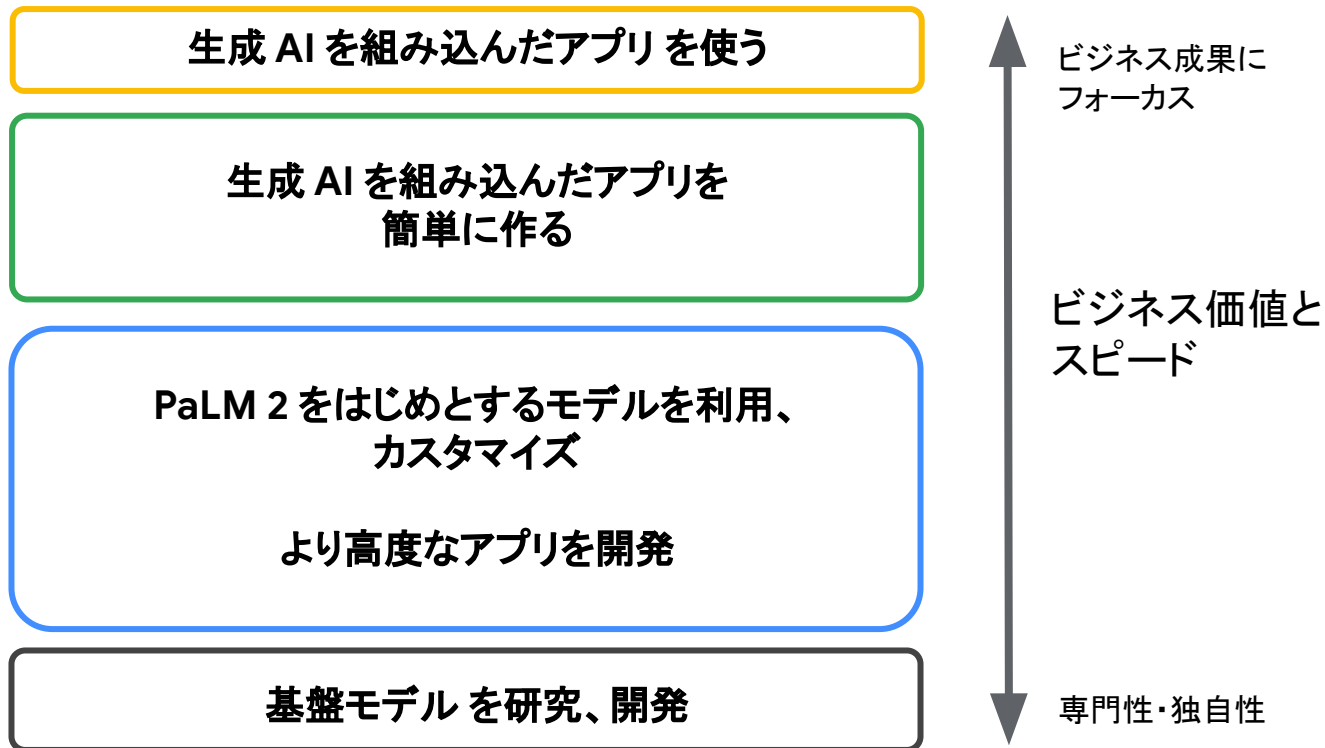 生成 AI を組み込んだアプリ を使う
ビジネス成果に
フォーカス
生成 AI を組み込んだアプリを
簡単に作る
ビジネス価値と
スピード
PaLM 2 をはじめとするモデルを利用、
カスタマイズ
より高度なアプリを開発
基盤モデル を研究、開発
専門性・独自性